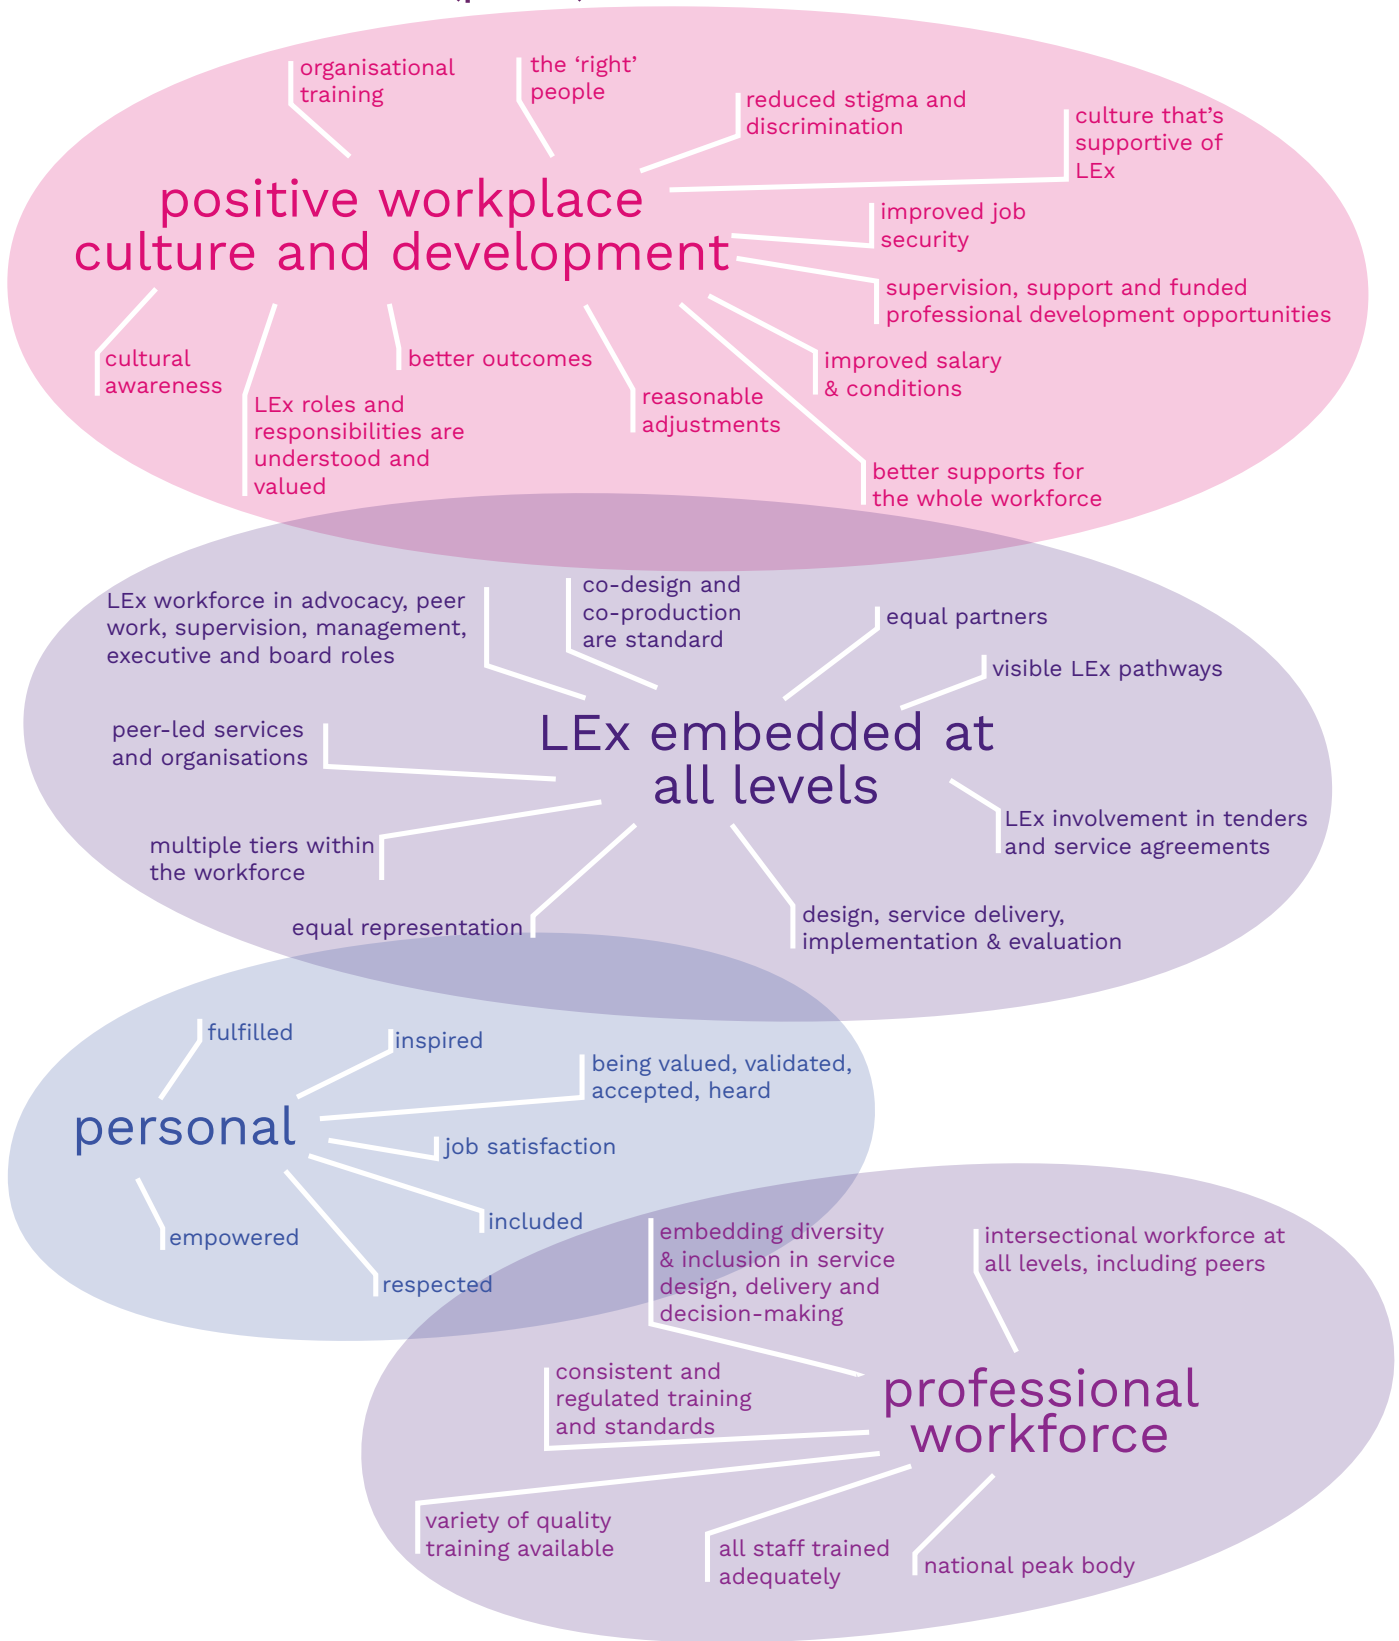 organisational
training
the ‘right’
people
reduced stigma and
discrimination
culture that’s
supportive of
LEx
positive workplace
culture and development
improved job
security
supervision, support and funded
professional development opportunities
improved salary
& conditions
cultural
awareness
better outcomes
LEx roles and
responsibilities are
understood and
valued
reasonable
adjustments
better supports for
the whole workforce
LEx workforce in advocacy, peer
work, supervision, management,
executive and board roles
co-design and
co-production
are standard
equal partners
visible LEx pathways
peer-led services
and organisations
LEx embedded at
all levels
LEx involvement in tenders
and service agreements
multiple tiers within
the workforce
equal representation
design, service delivery,
implementation & evaluation
fulfilled
inspired
being valued, validated,
accepted, heard
personal
job satisfaction
included
empowered
respected
embedding diversity
& inclusion in service
design, delivery and
decision-making
intersectional workforce at
all levels, including peers
consistent and
regulated training
and standards
professional
workforce
variety of quality
training available
all staff trained
adequately
national peak body